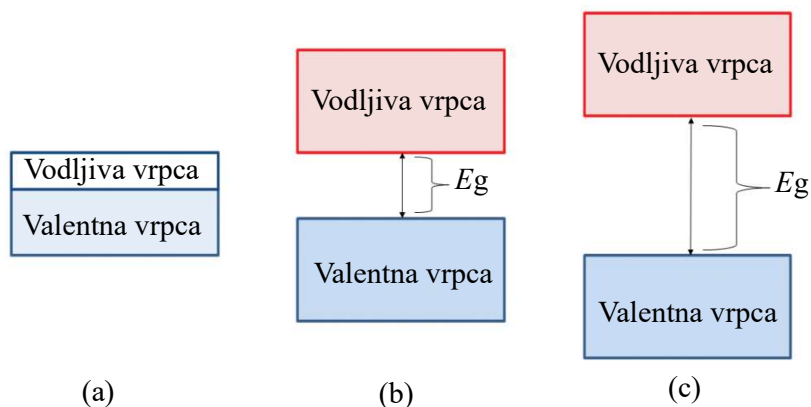 Vodljiva vrpca
Valentna vrpca
(a)
Vodljiva vrpca
Eg
Valentna vrpca
(b)
Vodljiva vrpca
Eg
Valentna vrpca
(c)